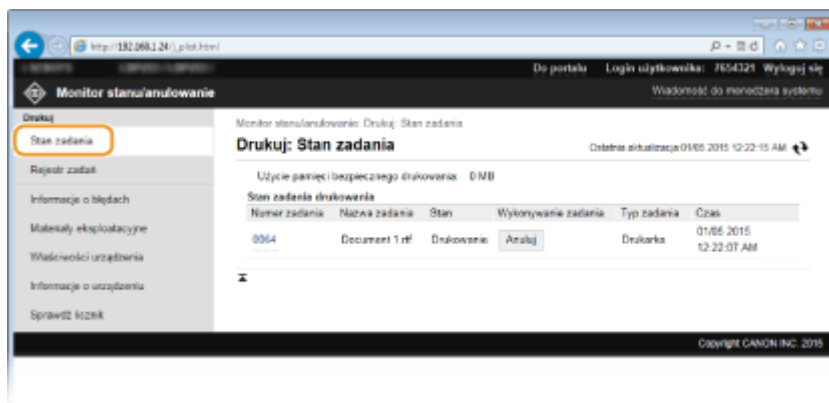 http://192.168.1.24/j_plist.html
Do portalu Login użytkownika: 7654321 Wyloguj się
Monitor stanu/anulowanie Wiadomość do menedżera systemu
Drukuj
Stan zadania
Rejestr zadań
Informacje o błędach
Materiały eksploatacyjne
Właściwości urządzenia
Informacje o urządzeniu
Sprawdź licznik
Monitor stanu/anulowanie: Drukuj: Stan zadania
Drukuj: Stan zadania Ostatnia aktualizacja:01/05 2015 12:22:15 AM
Użycie pamięci bezpiecznego drukowania: 0 MB
Stan zadania drukowania
Numer zadania Nazwa zadania Stan Wykonywanie zadania Typ zadania Czas
0064 Document 1.rtf Drukowanie Anuluj Drukarka 01/05 2015
12:22:07 AM
Copyright CANON INC. 2015